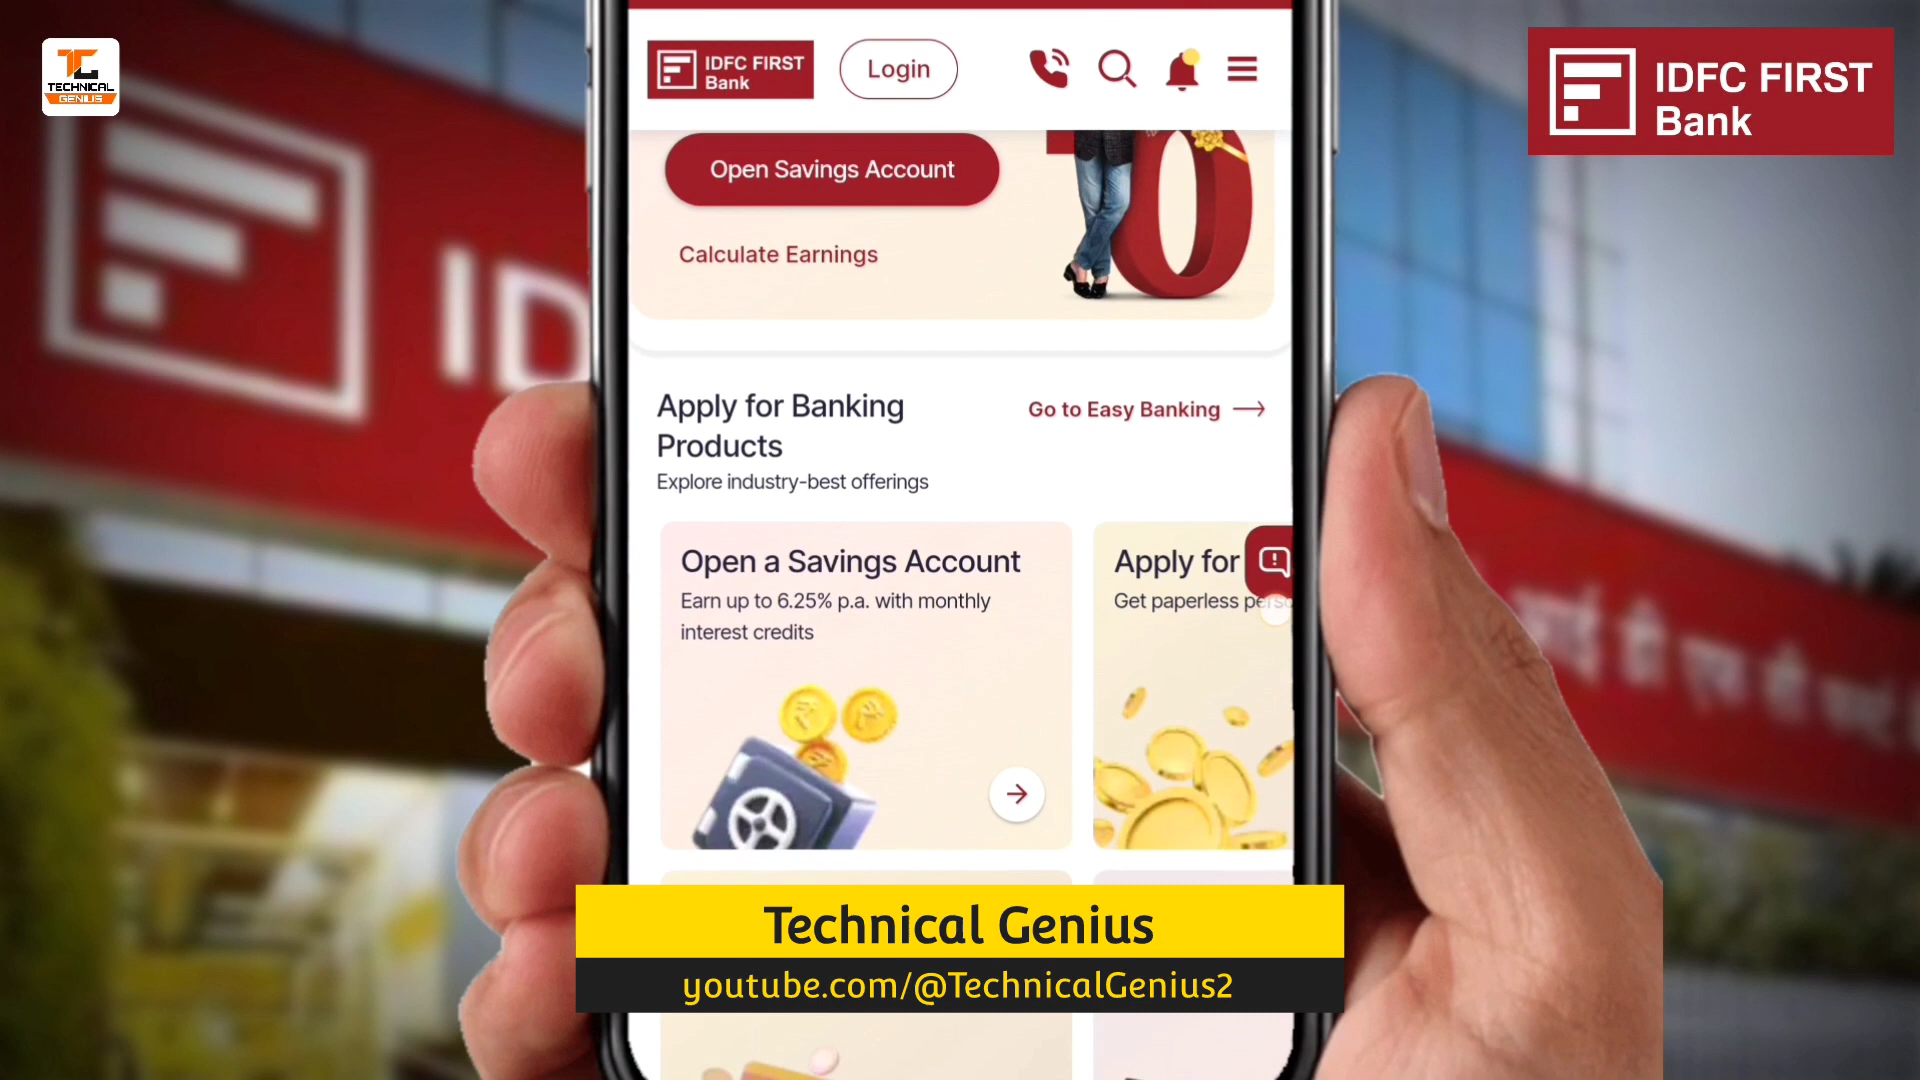 TECHNICAL
GENIUS
IDFC FIRST
Bank
Login
IDFC FIRST
Bank
Open Savings Account
Calculate Earnings
ID
Apply for Banking
Products
Go to Easy Banking
Explore industry-best offerings
Open a Savings Account
Earn up to 6.25% p.a. with monthly
interest credits
Apply for
Get paperless
Technical Genius
youtube.com/@TechnicalGenius2